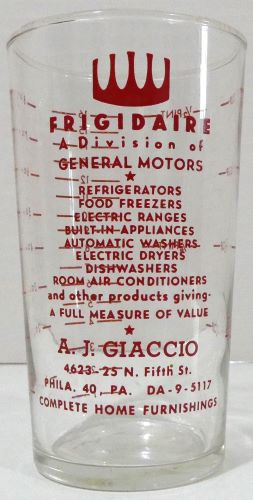 FRIGIDAIRE
A Division of
GENERAL MOTORS
★
REFRIGERATORS
FOOD FREEZERS
ELECTRIC RANGES
BUILT-IN APPLIANCES
AUTOMATIC WASHERS
ELECTRIC DRYERS
DISHWASHERS
ROOM AIR CONDITIONERS
and other products giving-
A FULL MEASURE OF VALUE
★
A. J. GIACCIO
4623-25 N. Fifth St.
PHILA. 40, PA. DA-9-5117
COMPLETE HOME FURNISHINGS